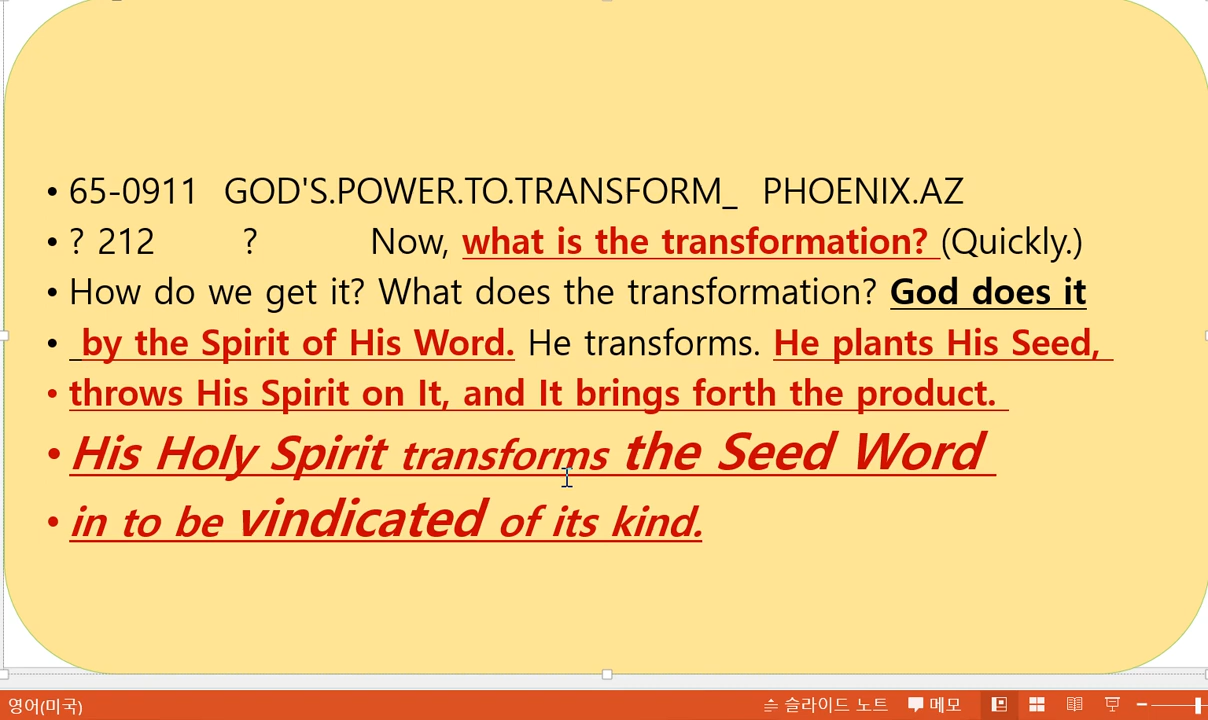 • 65-0911 GOD'S.POWER.TO.TRANSFORM_ PHOENIX.AZ
• ? 212 ? Now, what is the transformation? (Quickly.)
• How do we get it? What does the transformation? God does it
• by the Spirit of His Word. He transforms. He plants His Seed,
• throws His Spirit on It, and It brings forth the product.
• His Holy Spirit transforms the Seed Word
• in to be vindicated of its kind.
영어(미국) 슬라이드 노트 메모